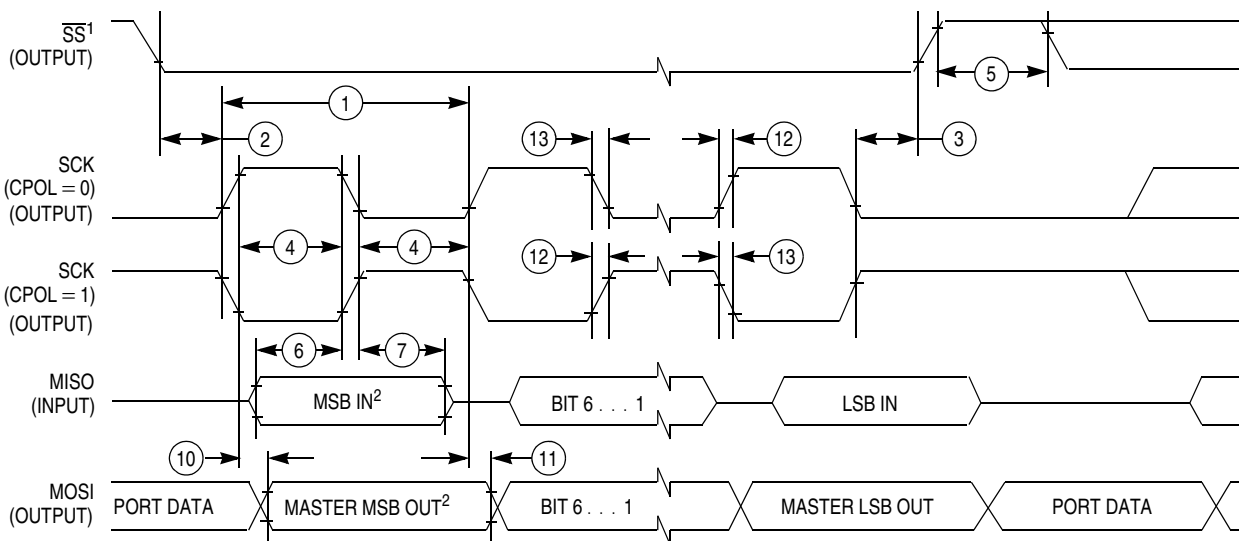 SS¹
(OUTPUT)
5
1
2
13
12
3
SCK
(CPOL = 0)
(OUTPUT)
4
4
12
13
SCK
(CPOL = 1)
(OUTPUT)
6
7
MISO
(INPUT)
MSB IN²
BIT 6 . . . 1
LSB IN
10
11
MOSI
(OUTPUT)
PORT DATA
MASTER MSB OUT²
BIT 6 . . . 1
MASTER LSB OUT
PORT DATA